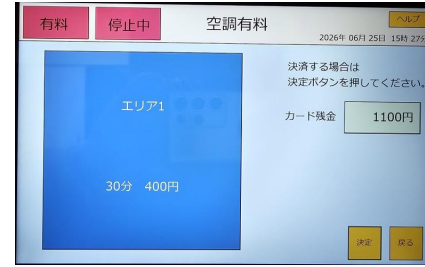 有料 停止中 空調有料 ヘルプ
2026年 06月 25日 15時 27分
決済する場合は
決定ボタンを押してください。
エリア1
カード残金 1100円
30分 400円
決定 戻る